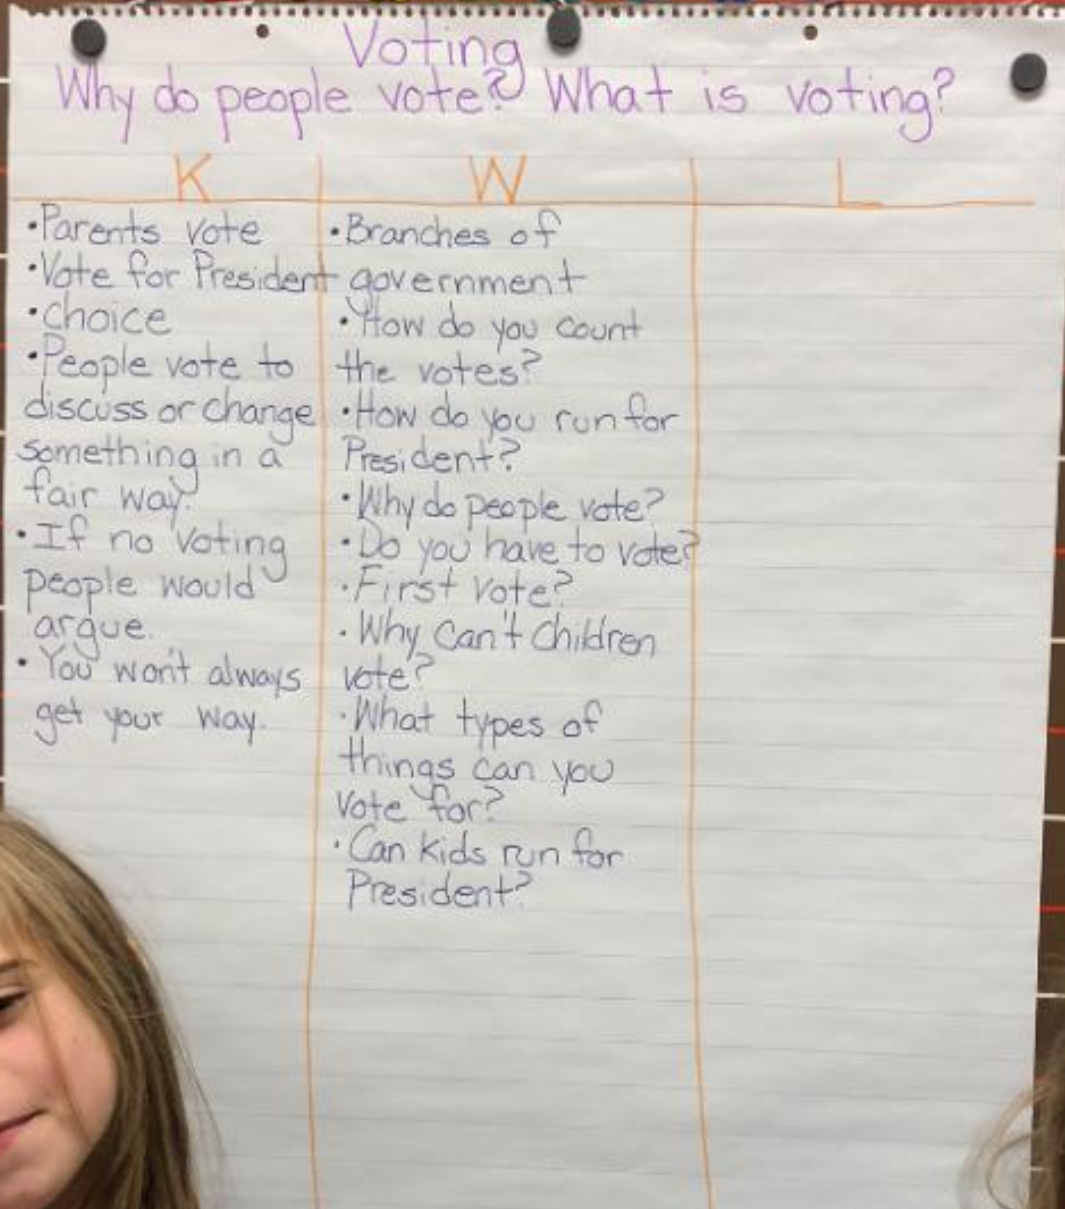 Voting
Why do people vote? What is voting?
K
W
L
•Parents vote
•Vote for President
•choice
•People vote to
discuss or change
something in a
fair way.
•If no voting
people would
argue.
•You won't always
get your way.
•Branches of
government
•How do you count
the votes?
•How do you run for
President?
•Why do people vote?
•Do you have to vote?
•First vote?
•Why can't children
vote?
•What types of
things can you
vote for?
•Can kids run for
President?